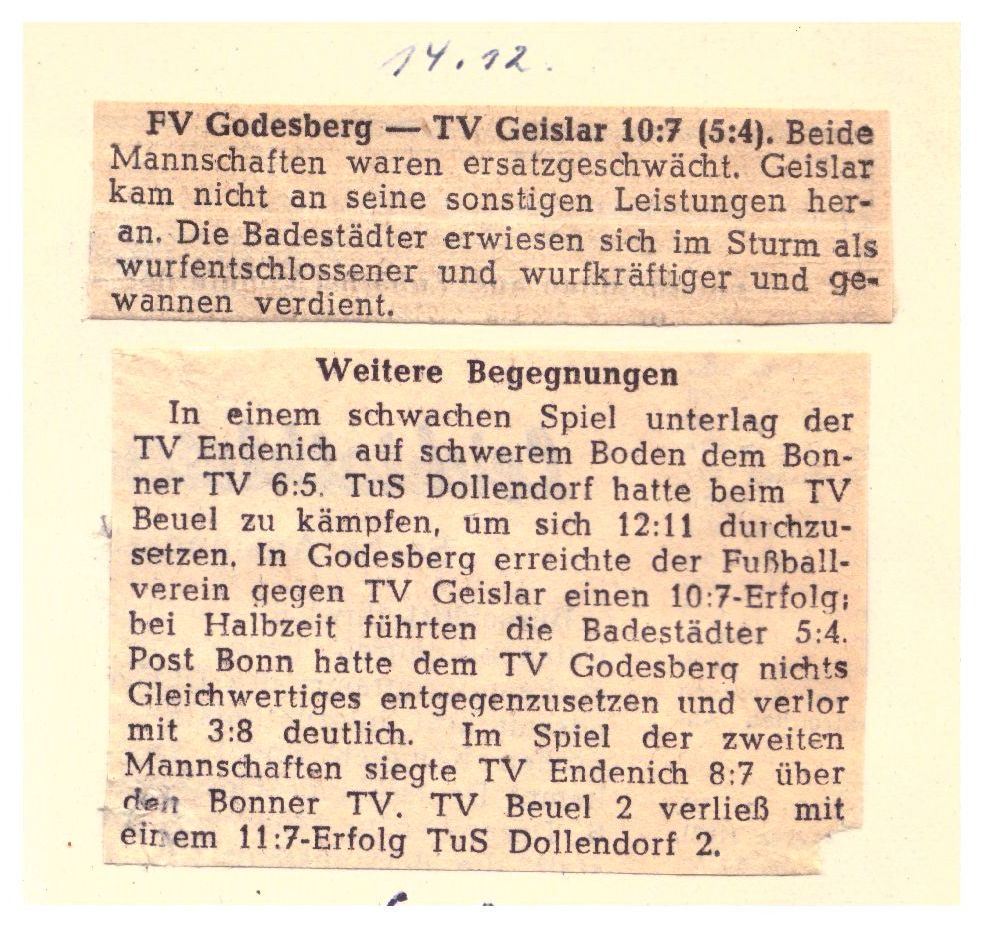 14.12.
FV Godesberg — TV Geislar 10:7 (5:4). Beide
Mannschaften waren ersatzgeschwächt. Geislar
kam nicht an seine sonstigen Leistungen her-
an. Die Badestädter erwiesen sich im Sturm als
wurfentschlossener und wurfkräftiger und ge-
wannen verdient.
Weitere Begegnungen
In einem schwachen Spiel unterlag der
TV Endenich auf schwerem Boden dem Bon-
ner TV 6:5. TuS Dollendorf hatte beim TV
Beuel zu kämpfen, um sich 12:11 durchzu-
setzen. In Godesberg erreichte der Fußball-
verein gegen TV Geislar einen 10:7-Erfolg;
bei Halbzeit führten die Badestädter 5:4.
Post Bonn hatte dem TV Godesberg nichts
Gleichwertiges entgegenzusetzen und verlor
mit 3:8 deutlich. Im Spiel der zweiten
Mannschaften siegte TV Endenich 8:7 über
den Bonner TV. TV Beuel 2 verließ mit
einem 11:7-Erfolg TuS Dollendorf 2.